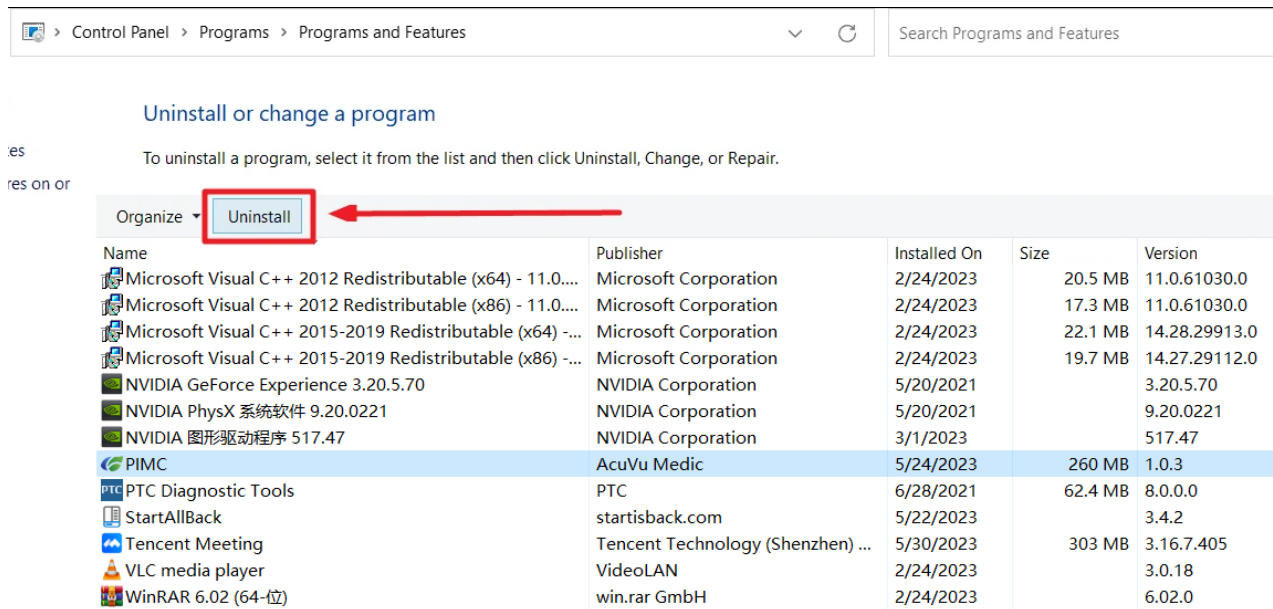 Control Panel > Programs > Programs and Features
Search Programs and Features
Uninstall or change a program
es
To uninstall a program, select it from the list and then click Uninstall, Change, or Repair.
res on or
Organize Uninstall
Name Publisher Installed On Size Version
Microsoft Visual C++ 2012 Redistributable (x64) - 11.0.... Microsoft Corporation 2/24/2023 20.5 MB 11.0.61030.0
Microsoft Visual C++ 2012 Redistributable (x86) - 11.0.... Microsoft Corporation 2/24/2023 17.3 MB 11.0.61030.0
Microsoft Visual C++ 2015-2019 Redistributable (x64) -... Microsoft Corporation 2/24/2023 22.1 MB 14.28.29913.0
Microsoft Visual C++ 2015-2019 Redistributable (x86) -... Microsoft Corporation 2/24/2023 19.7 MB 14.27.29112.0
NVIDIA GeForce Experience 3.20.5.70 NVIDIA Corporation 5/20/2021 3.20.5.70
NVIDIA PhysX 系统软件 9.20.0221 NVIDIA Corporation 5/20/2021 9.20.0221
NVIDIA 图形驱动程序 517.47 NVIDIA Corporation 3/1/2023 517.47
PIMC AcuVu Medic 5/24/2023 260 MB 1.0.3
PTC PTC Diagnostic Tools PTC 6/28/2021 62.4 MB 8.0.0.0
StartAllBack startisback.com 5/22/2023 3.4.2
Tencent Meeting Tencent Technology (Shenzhen) ... 5/30/2023 303 MB 3.16.7.405
VLC media player VideoLAN 2/24/2023 3.0.18
WinRAR 6.02 (64-位) win.rar GmbH 2/24/2023 6.02.0